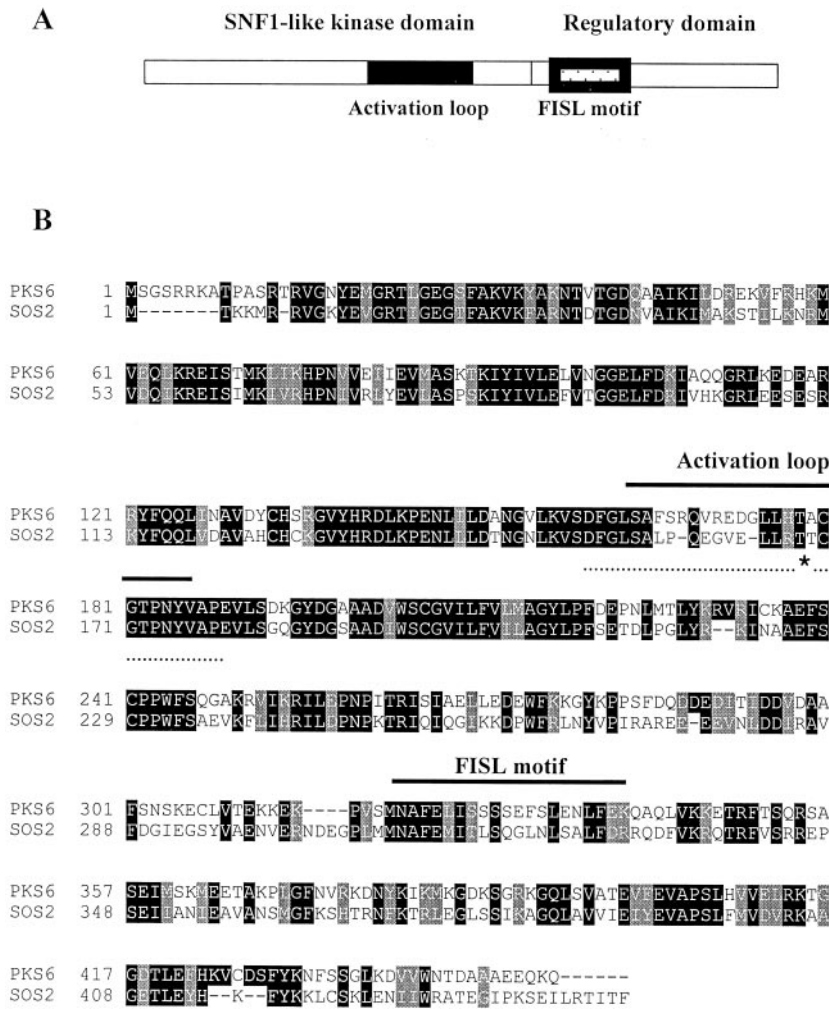 A
SNF1-like kinase domain Regulatory domain
Activation loop FISL motif
B
PKS6 1 MSGSRRKATPASRTRVGNYEMGRTLGEGSFAKVKYAKNTVTGDQAAIKILDREKVFRHKM
SOS2 1 M-------TKKMR-RVGKYEVGRTIGEGTFAKVKFARNTDTGDNVAIKIMAKSTILKNRM
PKS6 61 VEQLKREISTMKLIKHPNVVEIIEVMASKTKIYIVLELVNGGELFDKIAQQGRLKEDEAR
SOS2 53 VDQIKREISIMKIVRHPNIVRLYEVLASPSKIYIVLEFVTGGELFDRIVHKGRLEESESR
Activation loop
PKS6 121 RYFQQLINAVDYCHSRGVYHRDLKPENLILDANGVLKVSDFGLSAFSRQVREDGLLHTAC
SOS2 113 KYFQQLVDAVAHCHCKGVYHRDLKPENLLLDTNGNLKVSDFGLSALP-QEGVE-LLRTTC
*
PKS6 181 GTPNYVAPEVLSDKGYDGAAADVWSCGVILFVLMAGYLPFDEPNLMTLYKRVRICKAEFS
SOS2 171 GTPNYVAPEVLSGQGYDGSAADIWSCGVILFVILAGYLPFSETDLPGLYR--KINAAEFS
PKS6 241 CPPWFSQGAKRVIKRILEPNPITRISIAELLEDEWFKKGYKPPSFDQDDEDITIDDVDAA
SOS2 229 CPPWFSAEVKFLIHRILDPNPKTRIQIQGIKKDPWFRLNYVPIRAREE-EEVNLDDIRAV
FISL motif
PKS6 301 FSNSKECLVTEKKEK----PVSMNAFELISSSSEFSLENLFEKQAQLVKKETRFTSQRSA
SOS2 288 FDGIEGSYVAENVERNDEGPLMMNAFEMITLSQGLNLSALFDRRQDFVKRQTRFVSRREP
PKS6 357 SEIMSKMEETAKPLGFNVRKDNYKIKMKGDKSGRKGQLSVATEVFEVAPSLHVVELRKTG
SOS2 348 SEIIANIEAVANSMGFKSHTRNFKTRLEGLSSIKAGQLAVVIEIYEVAPSLFMVDVRKAA
PKS6 417 GDTLEFHKVCDSFYKNFSSGLKDVVWNTDAAAEEQKQ------
SOS2 408 GETLEYH--K--FYKKLCSKLENIIWRATEGIPKSEILRTITF